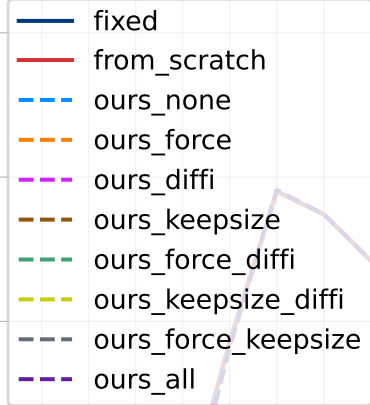 fixed
from_scratch
ours_none
ours_force
ours_diffi
ours_keepsize
ours_force_diffi
ours_keepsize_diffi
ours_force_keepsize
ours_all